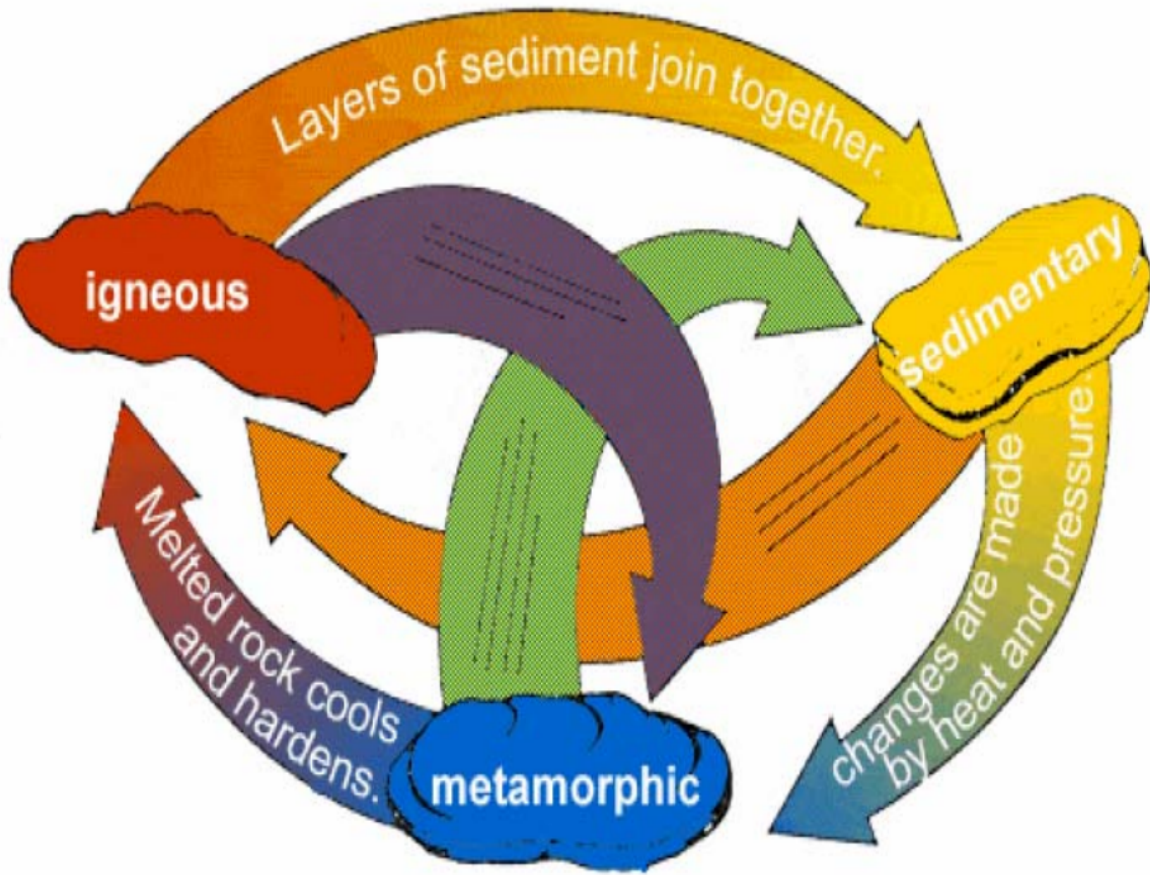 Layers of sediment join together.
igneous
sedimentary
changes are made
by heat and pressure.
Melted rock cools
and hardens.
metamorphic